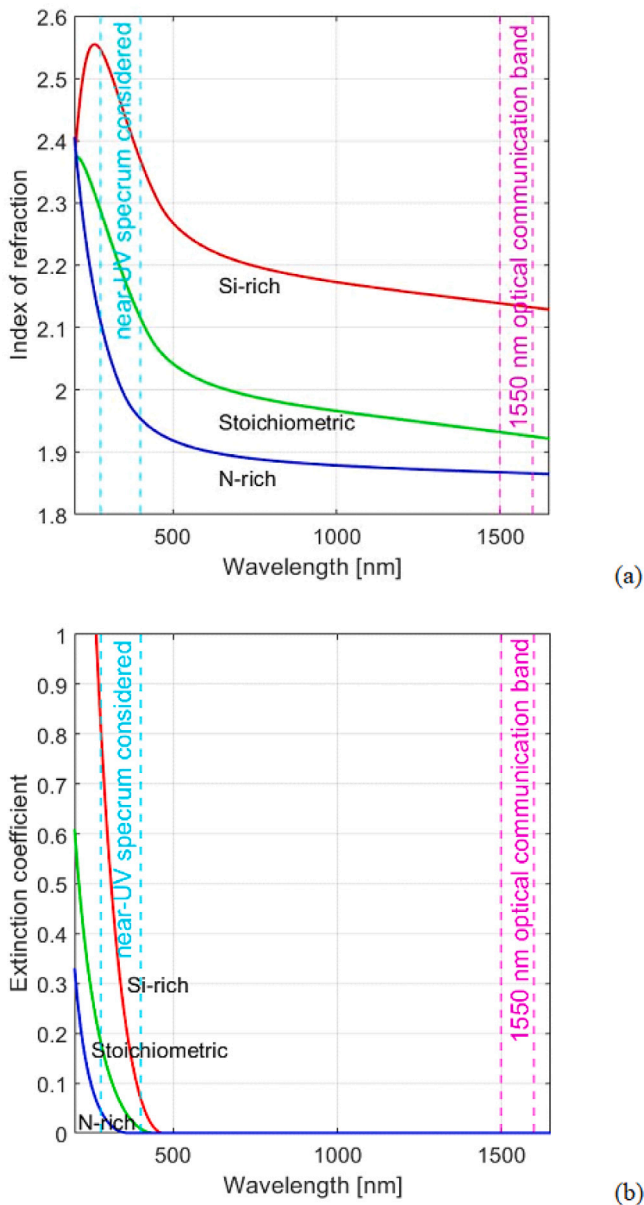 2.6
2.5
2.4
2.3
2.2
2.1
2
1.9
1.8
Index of refraction
near-UV specrum considered
1550 nm optical communication band
Si-rich
Stoichiometric
N-rich
500
1000
1500
Wavelength [nm]
(a)
1
0.9
0.8
0.7
0.6
0.5
0.4
0.3
0.2
0.1
0
Extinction coefficient
near-UV specrum considered
1550 nm optical communication band
Si-rich
Stoichiometric
N-rich
500
1000
1500
Wavelength [nm]
(b)